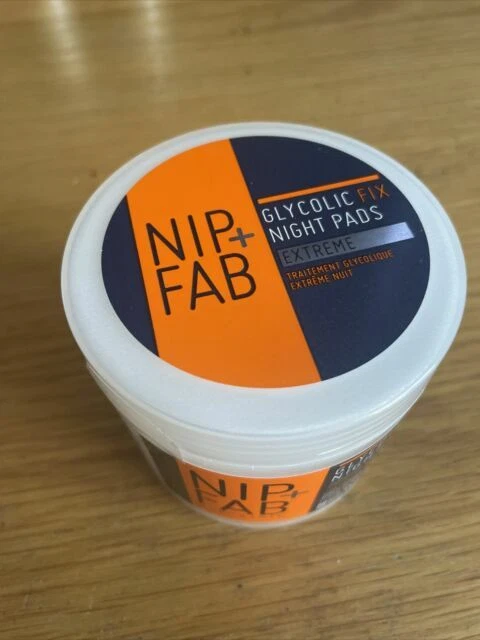 NIP+
FAB
GLYCOLIC FIX
NIGHT PADS
EXTREME
TRAITEMENT GLYCOLIQUE
EXTRÊME NUIT
NIP+
FAB